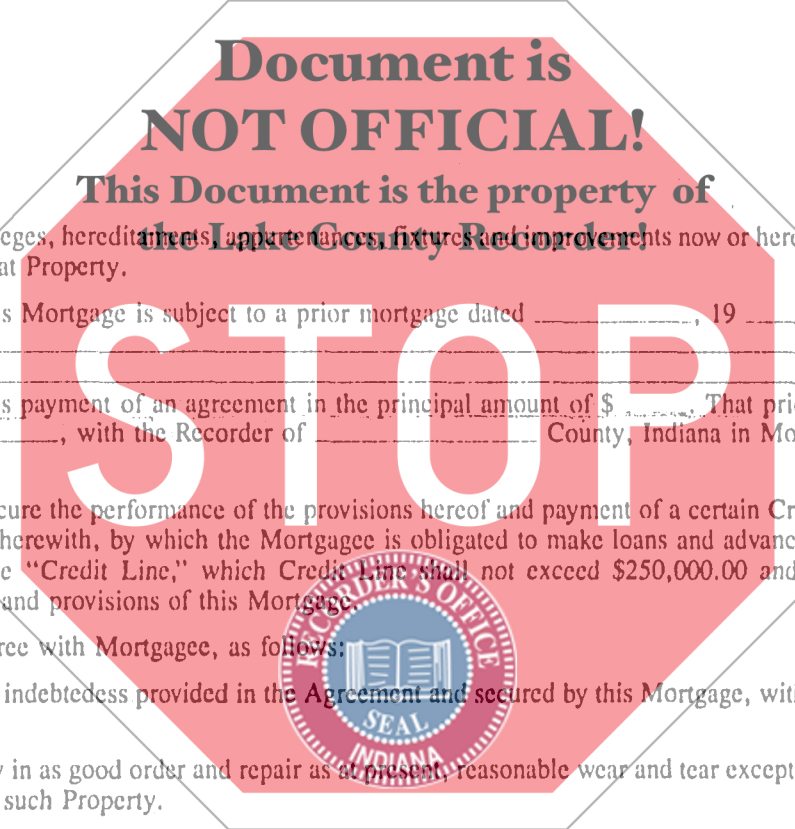 Document is
NOT OFFICIAL!
This Document is the property of
the Lake County Recorder!
eges, hereditaments, appurtenances, fixtures and improvements now or here
at Property.
s Mortgage is subject to a prior mortgage dated ____________, 19 ____
s payment of an agreement in the principal amount of $ ______. That pri
_____, with the Recorder of ________________ County, Indiana in Mo
STOP
cure the performance of the provisions hereof and payment of a certain Cr
herewith, by which the Mortgagee is obligated to make loans and advanc
e “Credit Line,” which Credit Line shall not exceed $250,000.00 and
and provisions of this Mortgage.
ree with Mortgagee, as follows:
indebtedess provided in the Agreement and secured by this Mortgage, wit
RECORDER'S OFFICE
SEAL
INDIANA
y in as good order and repair as at present, reasonable wear and tear except
such Property.